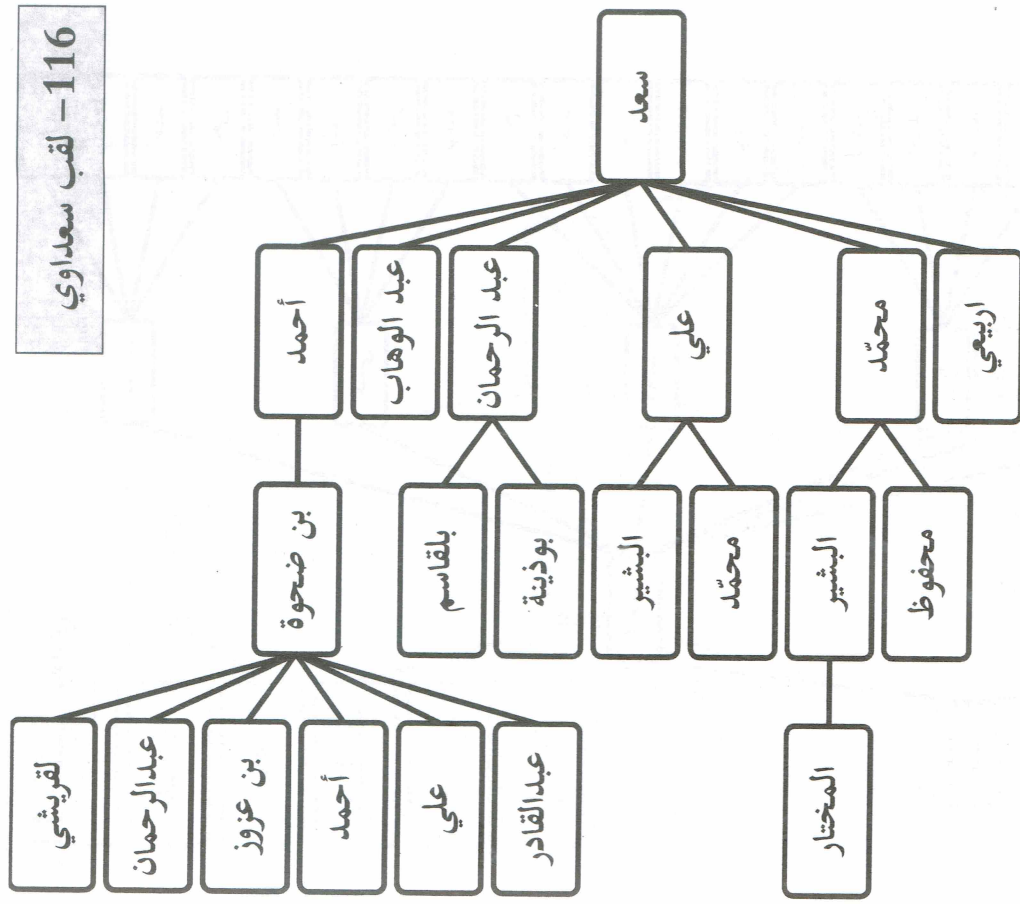 116- لقب سعداوي
سعد
اربيعي
محمّد
علي
عبد الرحمان
عبد الوهاب
أحمد
محفوظ
البشير
محمّد
البشير
بوذينة
بلقاسم
بن ضحوة
المختار
عبدالقادر
علي
أحمد
بن عزوز
عبدالرحمان
لقريشي